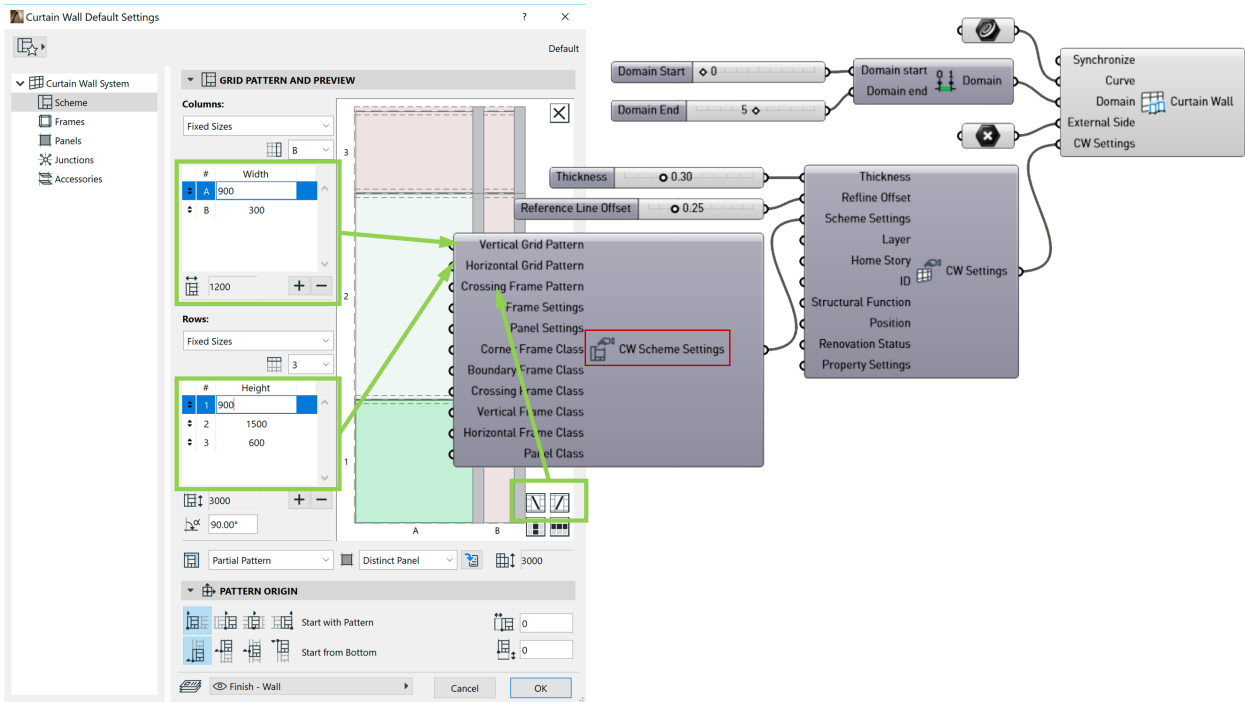 Curtain Wall Default Settings
?
Default
Curtain Wall System
Scheme
Frames
Panels
Junctions
Accessories
GRID PATTERN AND PREVIEW
Columns:
Fixed Sizes
B
# Width
A 900
B 300
1200
Rows:
Fixed Sizes
3
# Height
1 900
2 1500
3 600
3000
α 90.00°
3
2
1
A B
Partial Pattern
Distinct Panel
3000
PATTERN ORIGIN
Start with Pattern
0
Start from Bottom
0
Finish - Wall
Cancel
OK
Domain Start 0
Domain End 5
Domain start
Domain end
0 1
Domain
Synchronize
Curve
Domain
External Side
CW Settings
Curtain Wall
Thickness 0.30
Reference Line Offset 0.25
Thickness
Refline Offset
Scheme Settings
Layer
Home Story
ID
Structural Function
Position
Renovation Status
Property Settings
CW Settings
Vertical Grid Pattern
Horizontal Grid Pattern
Crossing Frame Pattern
Frame Settings
Panel Settings
Corner Frame Class
Boundary Frame Class
Crossing Frame Class
Vertical Frame Class
Horizontal Frame Class
Panel Class
CW Scheme Settings